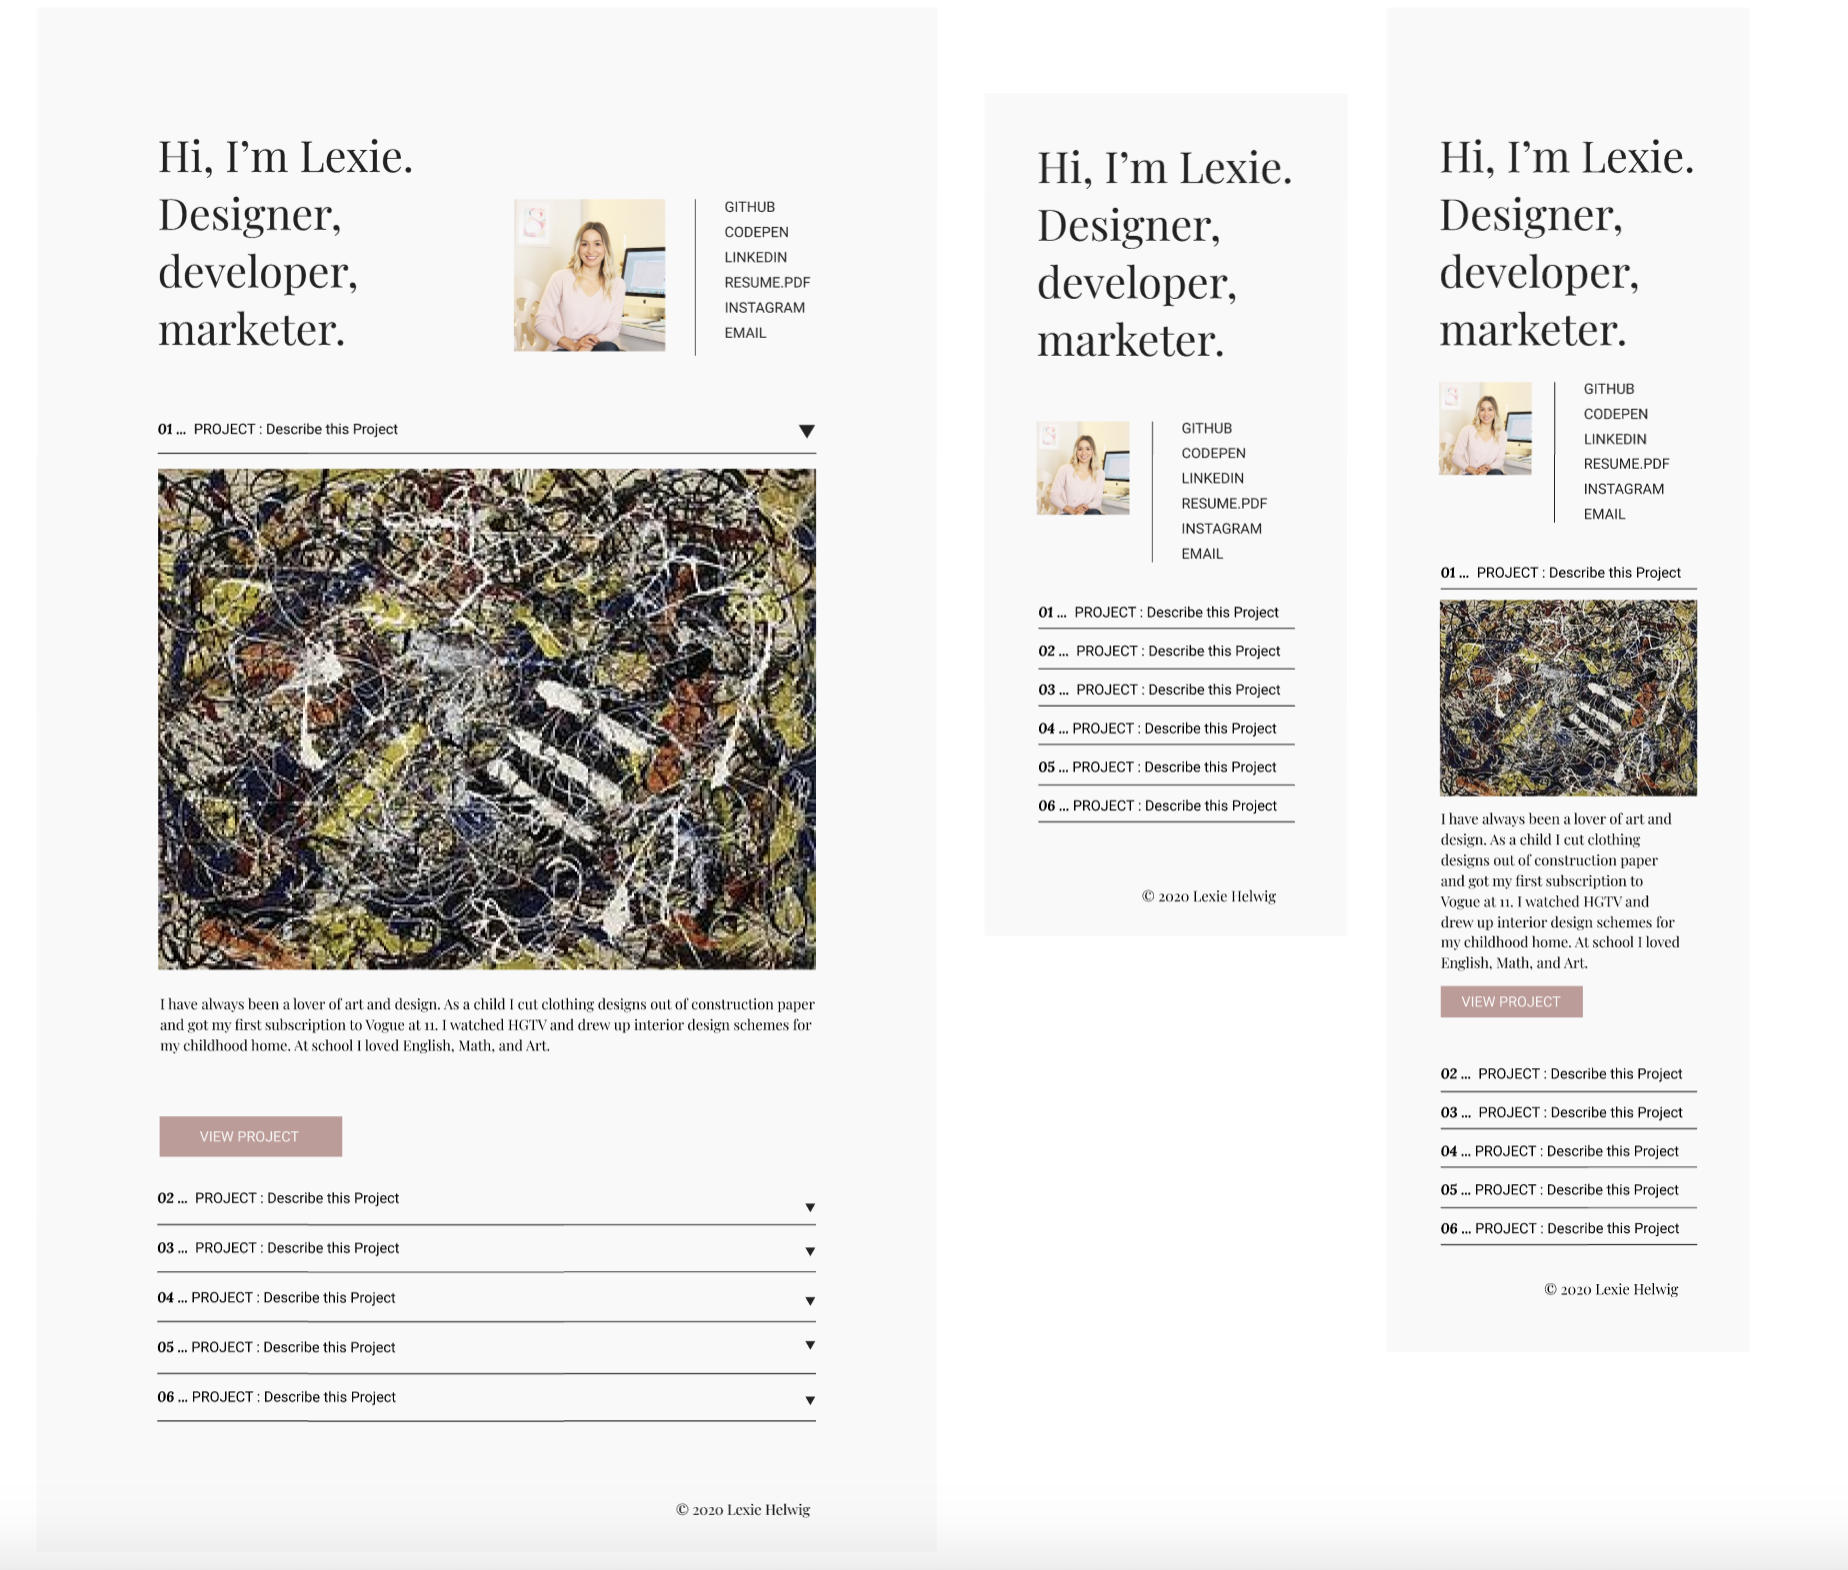 Hi, I’m Lexie.
Designer,
developer,
marketer.
GITHUB
CODEPEN
LINKEDIN
RESUME.PDF
INSTAGRAM
EMAIL
01 ... PROJECT : Describe this Project
I have always been a lover of art and design. As a child I cut clothing designs out of construction paper
and got my first subscription to Vogue at 11. I watched HGTV and drew up interior design schemes for
my childhood home. At school I loved English, Math, and Art.
VIEW PROJECT
02 ... PROJECT : Describe this Project
03 ... PROJECT : Describe this Project
04 ... PROJECT : Describe this Project
05 ... PROJECT : Describe this Project
06 ... PROJECT : Describe this Project
© 2020 Lexie Helwig
Hi, I’m Lexie.
Designer,
developer,
marketer.
GITHUB
CODEPEN
LINKEDIN
RESUME.PDF
INSTAGRAM
EMAIL
01 ... PROJECT : Describe this Project
02 ... PROJECT : Describe this Project
03 ... PROJECT : Describe this Project
04 ... PROJECT : Describe this Project
05 ... PROJECT : Describe this Project
06 ... PROJECT : Describe this Project
© 2020 Lexie Helwig
Hi, I’m Lexie.
Designer,
developer,
marketer.
GITHUB
CODEPEN
LINKEDIN
RESUME.PDF
INSTAGRAM
EMAIL
01 ... PROJECT : Describe this Project
I have always been a lover of art and
design. As a child I cut clothing
designs out of construction paper
and got my first subscription to
Vogue at 11. I watched HGTV and
drew up interior design schemes for
my childhood home. At school I loved
English, Math, and Art.
VIEW PROJECT
02 ... PROJECT : Describe this Project
03 ... PROJECT : Describe this Project
04 ... PROJECT : Describe this Project
05 ... PROJECT : Describe this Project
06 ... PROJECT : Describe this Project
© 2020 Lexie Helwig